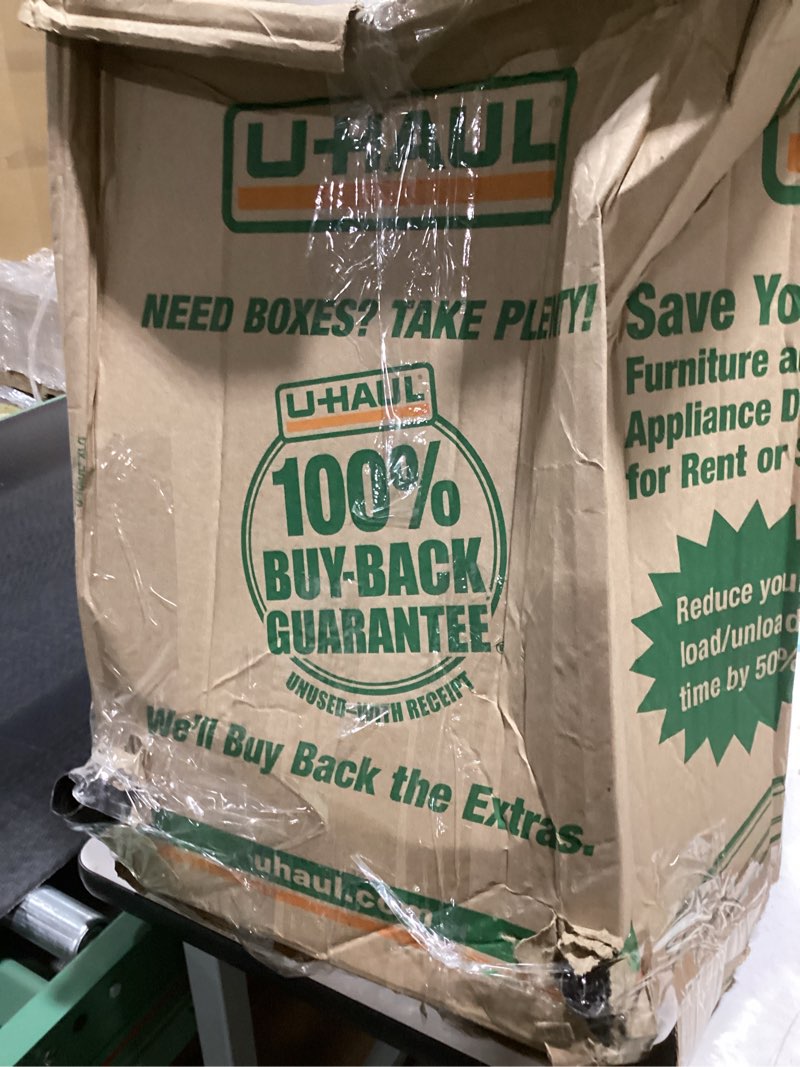 U-HAUL
NEED BOXES? TAKE PLENTY!
U-HAUL
100%
BUY-BACK
GUARANTEE
UNUSED-WITH RECEIPT
We'll Buy Back the Extras.
uhaul.com
Save Yo
Furniture a
Appliance D
for Rent or
Reduce you
load/unload
time by 50%